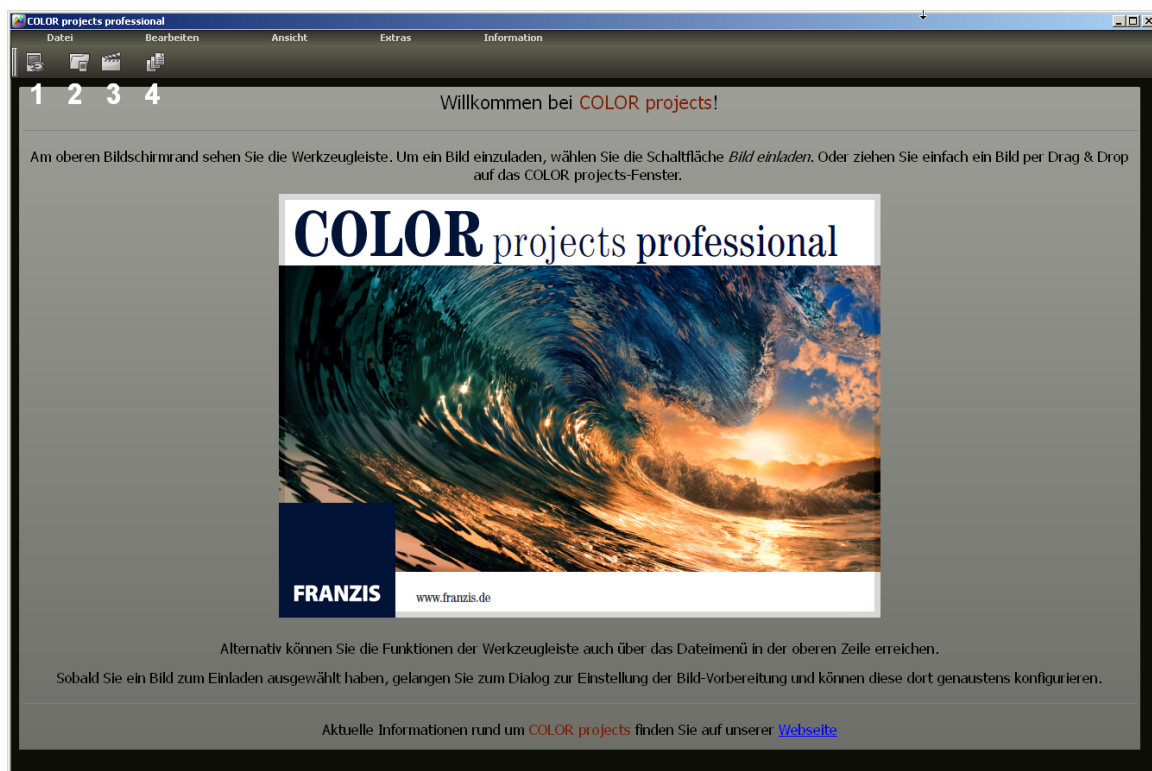 COLOR projects professional
Datei Bearbeiten Ansicht Extras Information
1 2 3 4
Willkommen bei COLOR projects!
Am oberen Bildschirmrand sehen Sie die Werkzeugleiste. Um ein Bild einzuladen, wählen Sie die Schaltfläche Bild einladen. Oder ziehen Sie einfach ein Bild per Drag & Drop
auf das COLOR projects-Fenster.
COLOR projects professional
FRANZIS
www.franzis.de
Alternativ können Sie die Funktionen der Werkzeugleiste auch über das Dateimenü in der oberen Zeile erreichen.
Sobald Sie ein Bild zum Einladen ausgewählt haben, gelangen Sie zum Dialog zur Einstellung der Bild-Vorbereitung und können diese dort genaustens konfigurieren.
Aktuelle Informationen rund um COLOR projects finden Sie auf unserer Webseite